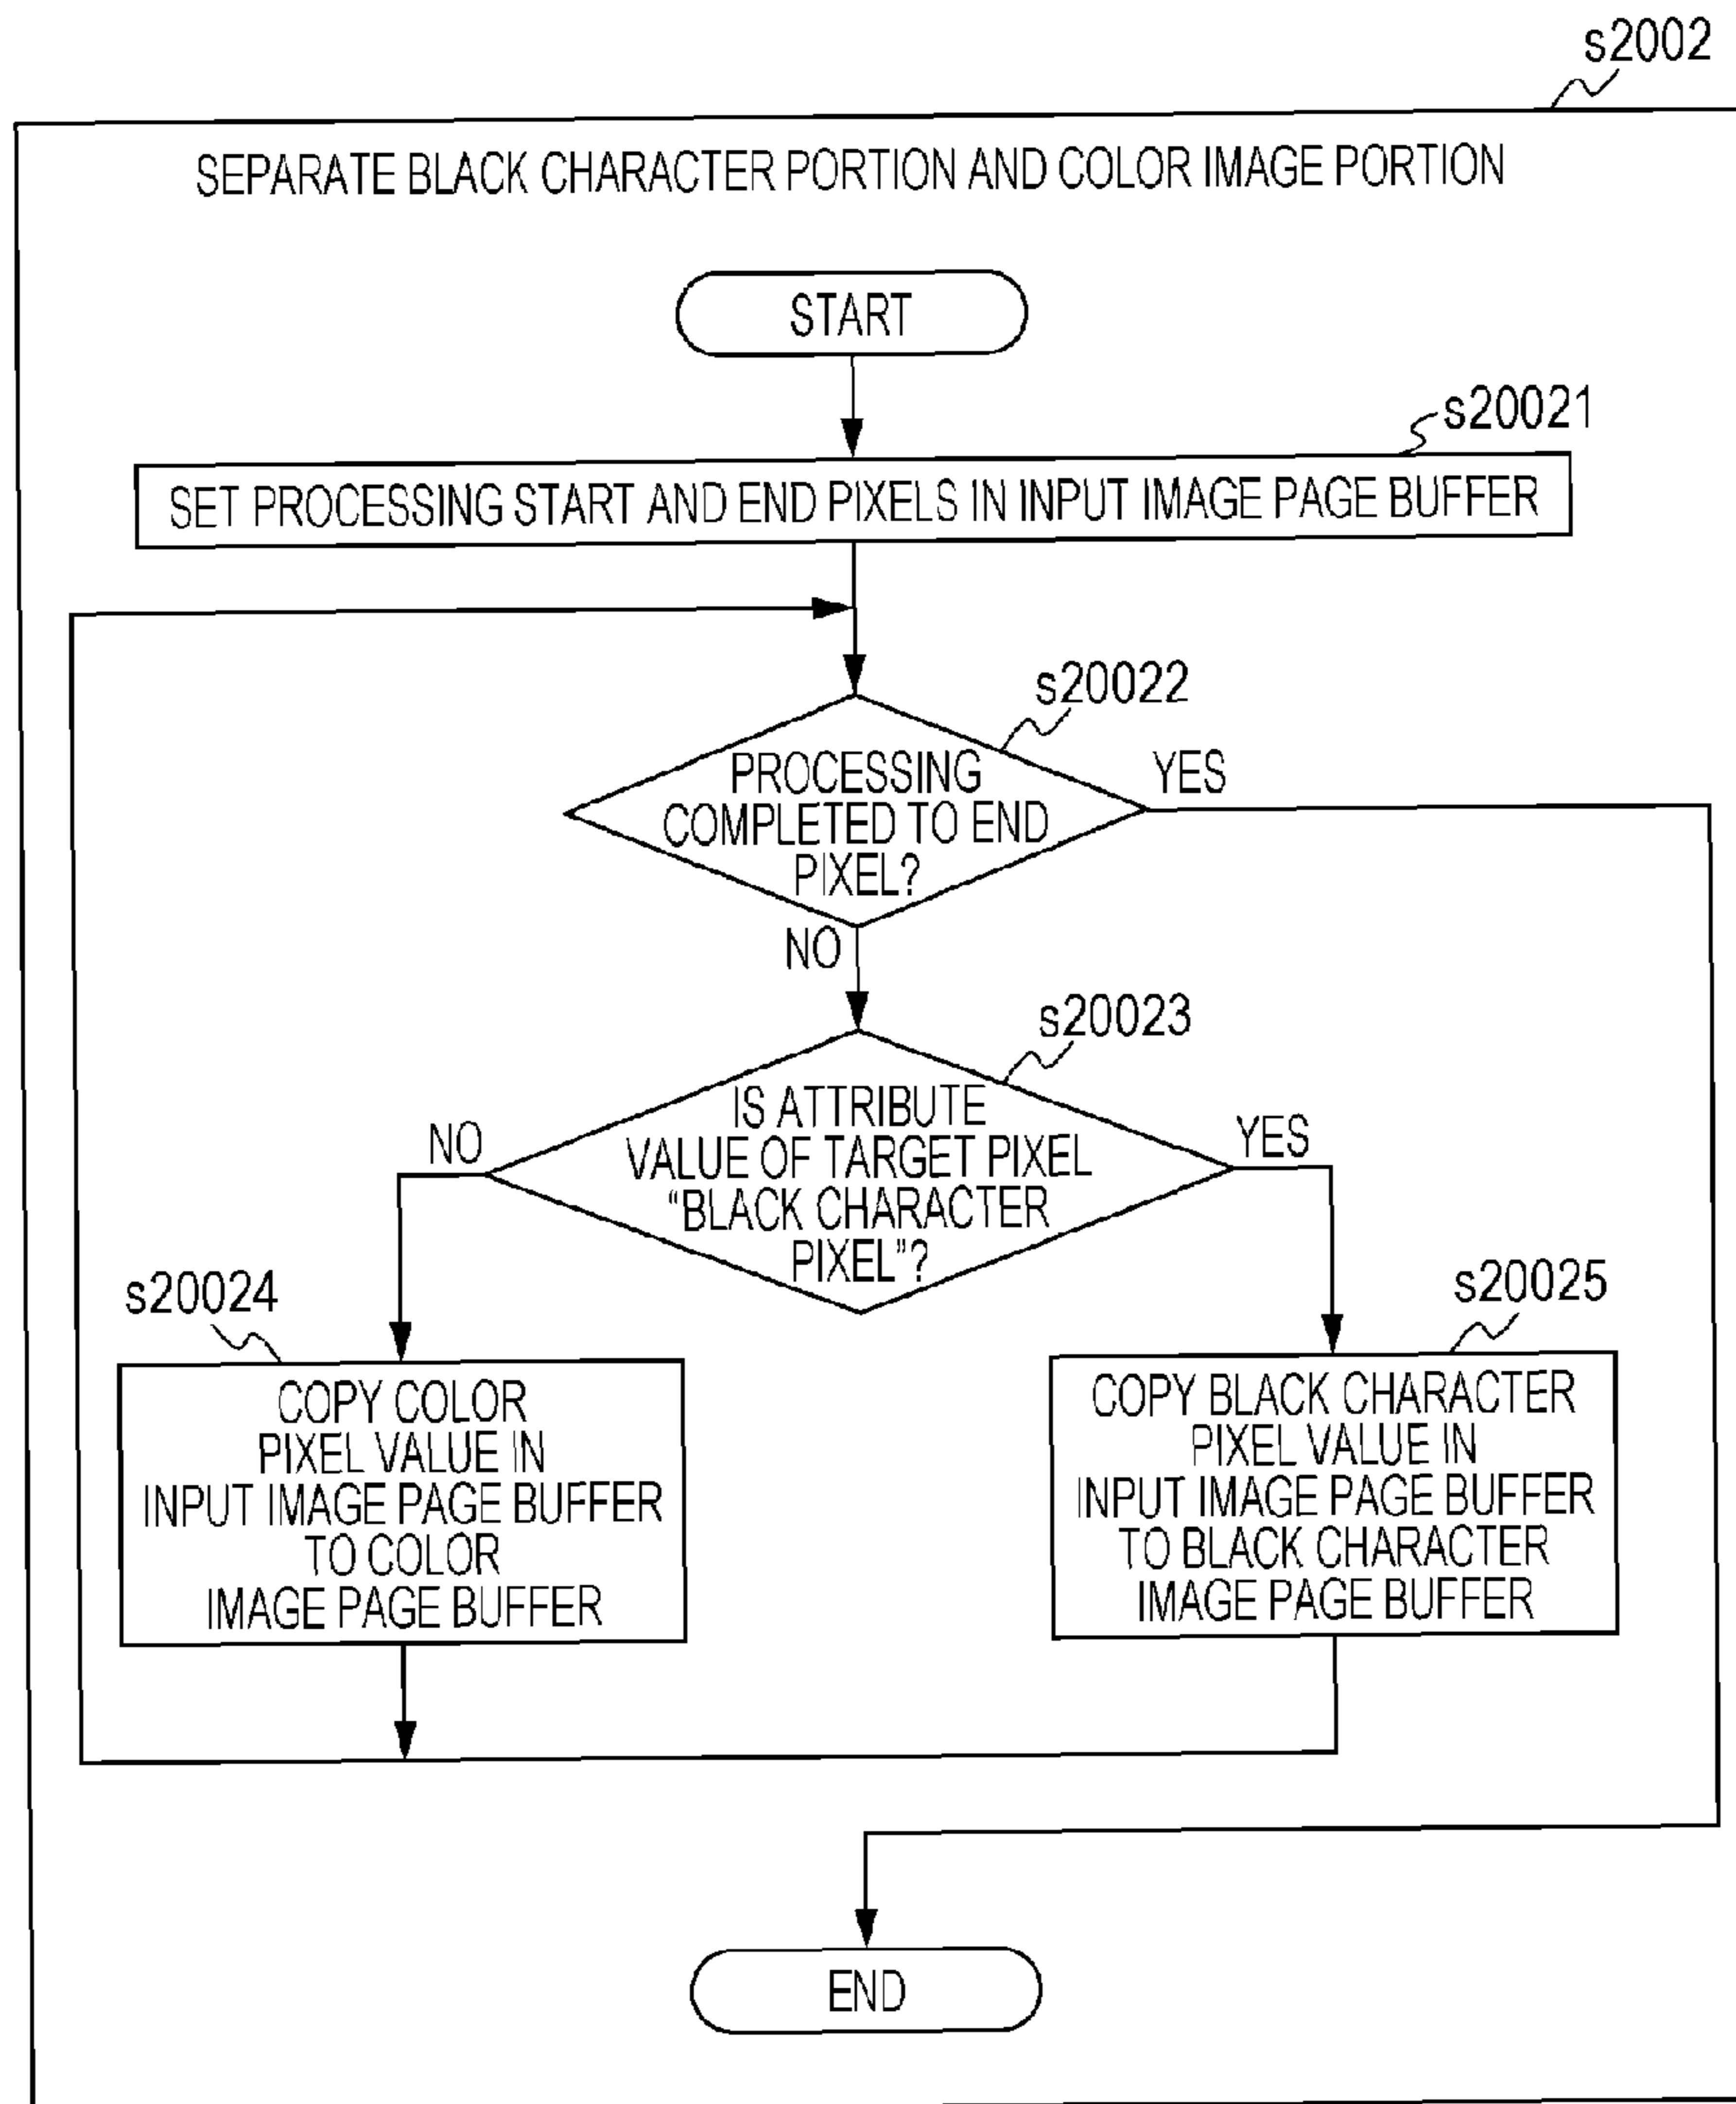 s2002
SEPARATE BLACK CHARACTER PORTION AND COLOR IMAGE PORTION
START
s20021
SET PROCESSING START AND END PIXELS IN INPUT IMAGE PAGE BUFFER
s20022
PROCESSING
COMPLETED TO END
PIXEL?
YES
NO
s20023
IS ATTRIBUTE
VALUE OF TARGET PIXEL
“BLACK CHARACTER
PIXEL”?
NO
YES
s20024
COPY COLOR
PIXEL VALUE IN
INPUT IMAGE PAGE BUFFER
TO COLOR
IMAGE PAGE BUFFER
s20025
COPY BLACK CHARACTER
PIXEL VALUE IN
INPUT IMAGE PAGE BUFFER
TO BLACK CHARACTER
IMAGE PAGE BUFFER
END